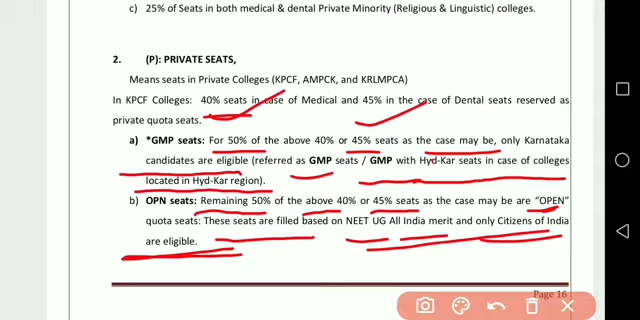 c) 25% of Seats in both medical & dental Private Minority (Religious & Linguistic) colleges.
2. (P): PRIVATE SEATS,
Means seats in Private Colleges (KPCF, AMPCK, and KRLMPCA)
In KPCF Colleges: 40% seats in case of Medical and 45% in the case of Dental seats reserved as
private quota seats.
a) *GMP seats: For 50% of the above 40% or 45% seats as the case may be, only Karnataka
candidates are eligible (referred as GMP seats / GMP with Hyd-Kar seats in case of colleges
located in Hyd-Kar region).
b) OPN seats: Remaining 50% of the above 40% or 45% seats as the case may be are "OPEN"
quota seats: These seats are filled based on NEET UG All India merit and only Citizens of India
are eligible.
Page 16